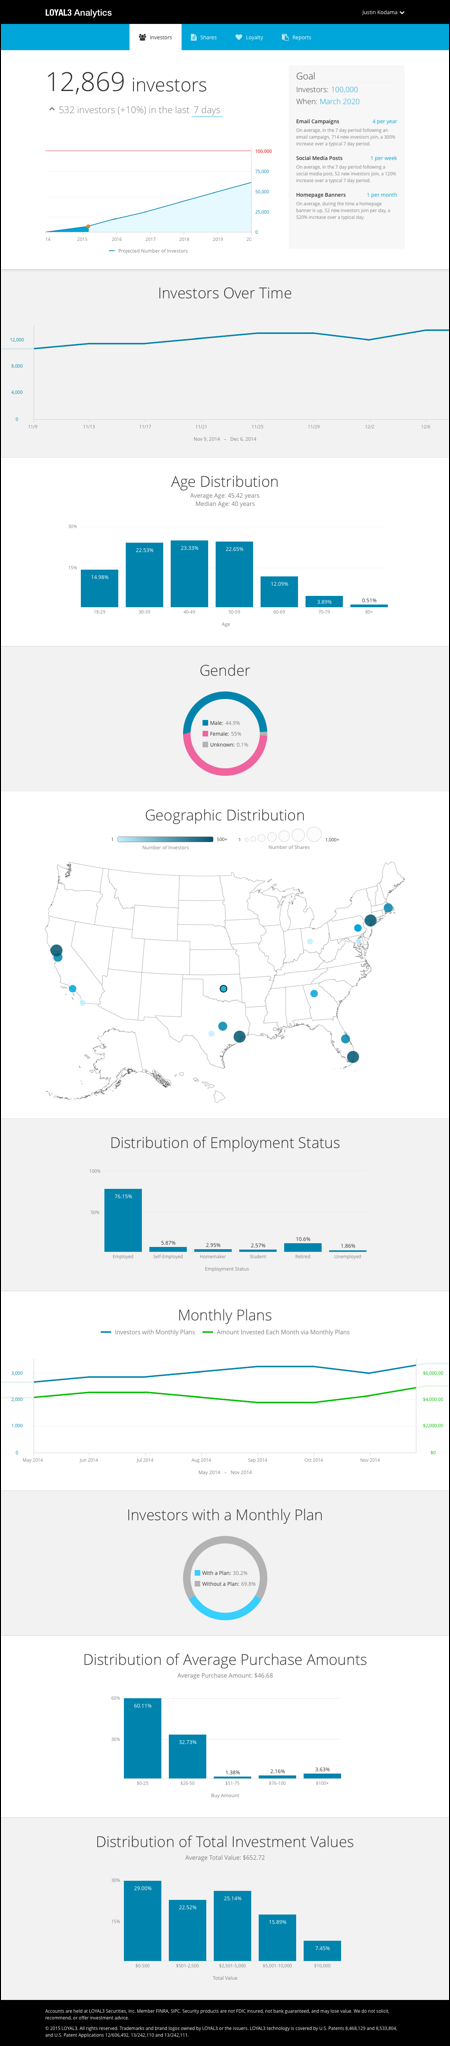 LOYAL3 Analytics
Justin Kodama
Investors
Shares
Loyalty
Reports
12,869 investors
532 investors (+10%) in the last 7 days
100,000
75,000
50,000
25,000
0
14 2015 2016 2017 2018 2019 20
Projected Number of Investors
Goal
Investors: 100,000
When: March 2020
Email Campaigns 4 per year
On average, in the 7 day period following an
email campaign, 714 new investors join, a 300%
increase over a typical 7 day period.
Social Media Posts 1 per week
On average, in the 7 day period following a
social media post, 52 new investors join, a 120%
increase over a typical 7 day period.
Homepage Banners 1 per month
On average, during the time a homepage
banner is up, 52 new investors join per day, a
520% increase over a typical day.
Investors Over Time
12,000
8,000
4,000
0
11/9 11/13 11/17 11/21 11/25 11/29 12/2 12/6
Nov 9, 2014 – Dec 6, 2014
Age Distribution
Average Age: 45.42 years
Median Age: 40 years
30%
15%
14.98% 22.53% 23.33% 22.65% 12.09% 3.89% 0.51%
18-29 30-39 40-49 50-59 60-69 70-79 80+
Age
Gender
Male: 44.9%
Female: 55%
Unknown: 0.1%
Geographic Distribution
1 500+
Number of Investors
1 1,000+
Number of Shares
Distribution of Employment Status
100%
50%
76.15% 5.87% 2.95% 2.57% 10.6% 1.86%
Employed Self-Employed Homemaker Student Retired Unemployed
Employment Status
Monthly Plans
Investors with Monthly Plans
Amount Invested Each Month via Monthly Plans
3,000
2,000
1,000
0
$6,000.00
$4,000.00
$2,000.00
$0
May 2014 Jun 2014 Jul 2014 Aug 2014 Sep 2014 Oct 2014 Nov 2014
May 2014 – Nov 2014
Investors with a Monthly Plan
With a Plan: 30.2%
Without a Plan: 69.8%
Distribution of Average Purchase Amounts
Average Purchase Amount: $46.68
60%
30%
60.11% 32.73% 1.38% 2.16% 3.63%
$0-25 $26-50 $51-75 $76-100 $100+
Buy Amount
Distribution of Total Investment Values
Average Total Value: $652.72
30%
15%
29.00% 22.52% 25.14% 15.89% 7.45%
$0-500 $501-2,500 $2,501-5,000 $5,001-10,000 $10,000
Total Value
Accounts are held at LOYAL3 Securities, Inc. Member FINRA, SIPC. Security products are not FDIC insured, not bank guaranteed, and may lose value. We do not solicit,
recommend, or offer investment advice.
© 2015 LOYAL3. All rights reserved. Trademarks and brand logos owned by LOYAL3 or the issuers. LOYAL3 technology is covered by U.S. Patents 8,468,129 and 8,533,804,
and U.S. Patent Applications 12/606,492, 13/242,110 and 13/242,111.